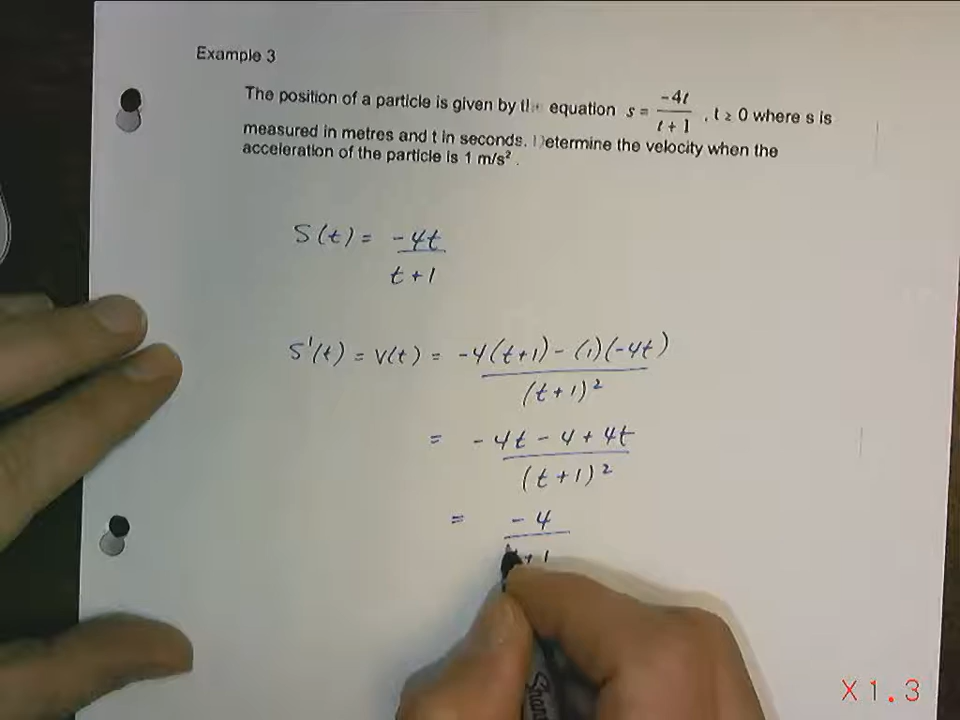 Example 3
The position of a particle is given by the equation s = -4t / t + 1 , t ≥ 0 where s is
measured in metres and t in seconds. Determine the velocity when the
acceleration of the particle is 1 m/s² .
S(t) = -4t / t + 1
S'(t) = v(t) = -4(t+1) - (1)(-4t) / (t+1)²
= -4t - 4 + 4t / (t+1)²
= -4 / + 1
Shar
X1.3